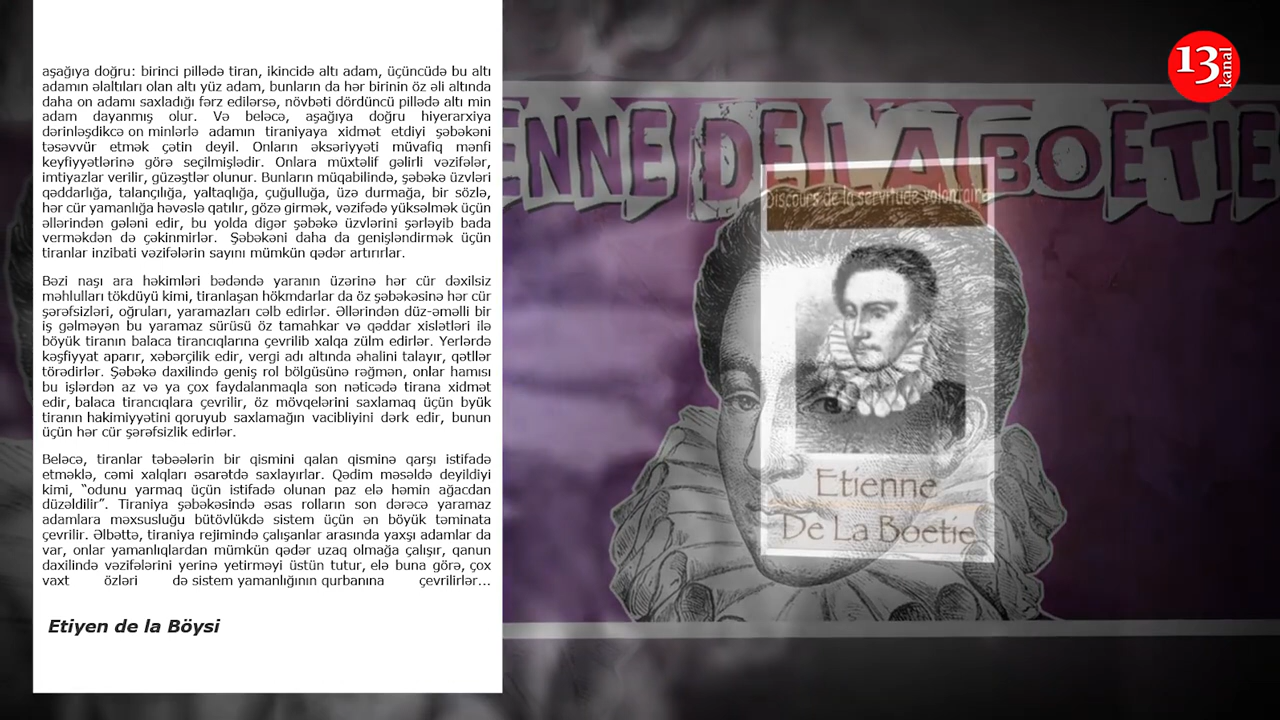 aşağıya doğru: birinci pillədə tiran, ikincidə altı adam, üçüncüdə bu altı
adamın əlaltıları olan altı yüz adam, bunların da hər birinin öz əli altında
daha on adamı saxladığı fərz edilərsə, növbəti dördüncü pillədə altı min
adam dayanmış olur. Və beləcə, aşağıya doğru hiyerarxiya
dərinləşdikcə on minlərlə adamın tiraniyaya xidmət etdiyi şəbəkəni
təsəvvür etmək çətin deyil. Onların əksəriyyəti müvafiq mənfi
keyfiyyətlərinə görə seçilmişlədir. Onlara müxtəlif gəlirli vəzifələr,
imtiyazlar verilir, güzəştlər olunur. Bunların müqabilində, şəbəkə üzvləri
qəddarlığa, talançılığa, yaltaqlığa, çuğulluğa, üzə durmağa, bir sözlə,
hər cür yamanlığa həvəslə qatılır, gözə girmək, vəzifədə yüksəlmək üçün
əllərindən gələni edir, bu yolda digər şəbəkə üzvlərini şərləyib bada
verməkdən də çəkinmirlər. Şəbəkəni daha da genişləndirmək üçün
tiranlar inzibati vəzifələrin sayını mümkün qədər artırırlar.
Bəzi naşı ara həkimləri bədəndə yaranın üzərinə hər cür dəxilsiz
məhlulları tökdüyü kimi, tiranlaşan hökmdarlar da öz şəbəkəsinə hər cür
şərəfsizləri, oğruları, yaramazları cəlb edirlər. Əllərindən düz-əməlli bir
iş gəlməyən bu yaramaz sürüsü öz tamahkar və qəddar xislətləri ilə
böyük tiranın balaca tirancıqlarına çevrilib xalqa zülm edirlər. Yerlərdə
kəşfiyyat aparır, xəbərçilik edir, vergi adı altında əhalini talayır, qətllər
törədirlər. Şəbəkə daxilində geniş rol bölgüsünə rəğmən, onlar hamısı
bu işlərdən az və ya çox faydalanmaqla son nəticədə tirana xidmət
edir, balaca tirancıqlara çevrilir, öz mövqelərini saxlamaq üçün byük
tiranın hakimiyyətini qoruyub saxlamağın vacibliyini dərk edir, bunun
üçün hər cür şərəfsizlik edirlər.
Beləcə, tiranlar təbəələrin bir qismini qalan qisminə qarşı istifadə
etməklə, cəmi xalqları əsarətdə saxlayırlar. Qədim məsəldə deyildiyi
kimi, “odunu yarmaq üçün istifadə olunan paz elə həmin ağacdan
düzəldilir”. Tiraniya şəbəkəsində əsas rolların son dərəcə yaramaz
adamlara məxsusluğu bütövlükdə sistem üçün ən böyük təminata
çevrilir. Əlbəttə, tiraniya rejimində çalışanlar arasında yaxşı adamlar da
var, onlar yamanlıqlardan mümkün qədər uzaq olmağa çalışır, qanun
daxilində vəzifələrini yerinə yetirməyi üstün tutur, elə buna görə, çox
vaxt özləri də sistem yamanlığının qurbanına çevrilirlər...
Etiyen de la Böysi
ENNE DE LA BOETIE
Discours de la servitude volontaire
Etienne
De La Boetie
13 kanal